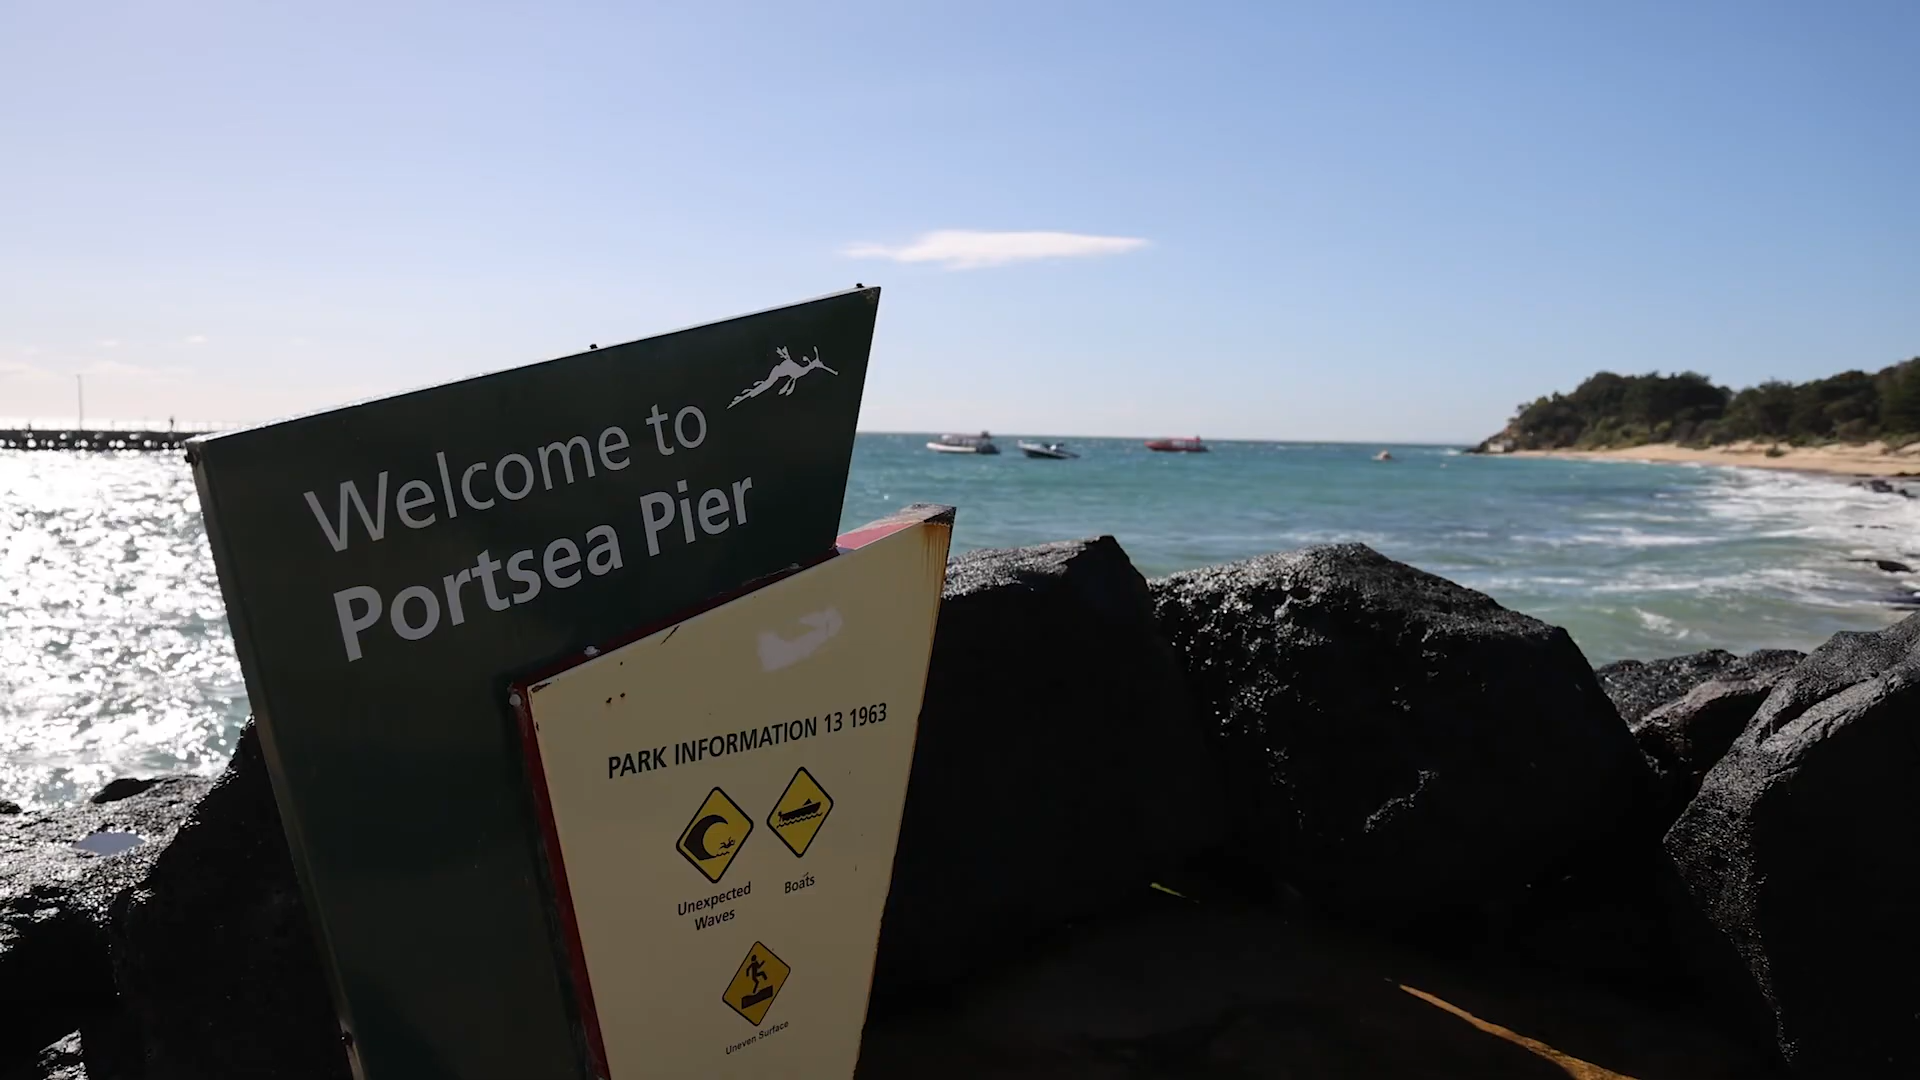 Welcome to
Portsea Pier
PARK INFORMATION 13 1963
Unexpected
Waves
Boats
Uneven Surface